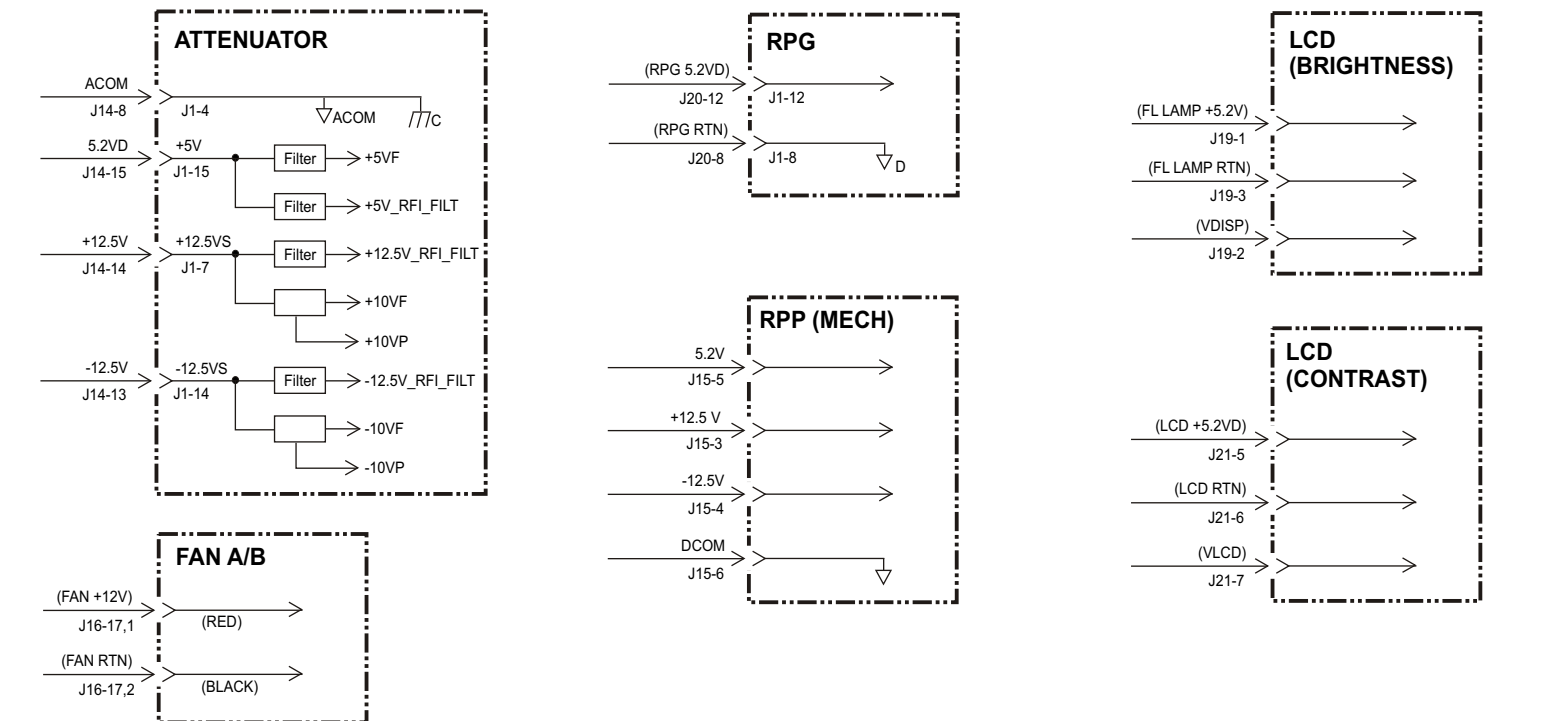 ATTENUATOR
ACOM
J14-8
J1-4
ACOM
C
5.2VD
+5V
J14-15
J1-15
Filter
+5VF
Filter
+5V_RFI_FILT
+12.5V
+12.5VS
J14-14
J1-7
Filter
+12.5V_RFI_FILT
+10VF
+10VP
-12.5V
-12.5VS
J14-13
J1-14
Filter
-12.5V_RFI_FILT
-10VF
-10VP
FAN A/B
(FAN +12V)
J16-17,1
(RED)
(FAN RTN)
J16-17,2
(BLACK)
RPG
(RPG 5.2VD)
J20-12
J1-12
(RPG RTN)
J20-8
J1-8
D
RPP (MECH)
5.2V
J15-5
+12.5 V
J15-3
-12.5V
J15-4
DCOM
J15-6
LCD
(BRIGHTNESS)
(FL LAMP +5.2V)
J19-1
(FL LAMP RTN)
J19-3
(VDISP)
J19-2
LCD
(CONTRAST)
(LCD +5.2VD)
J21-5
(LCD RTN)
J21-6
(VLCD)
J21-7